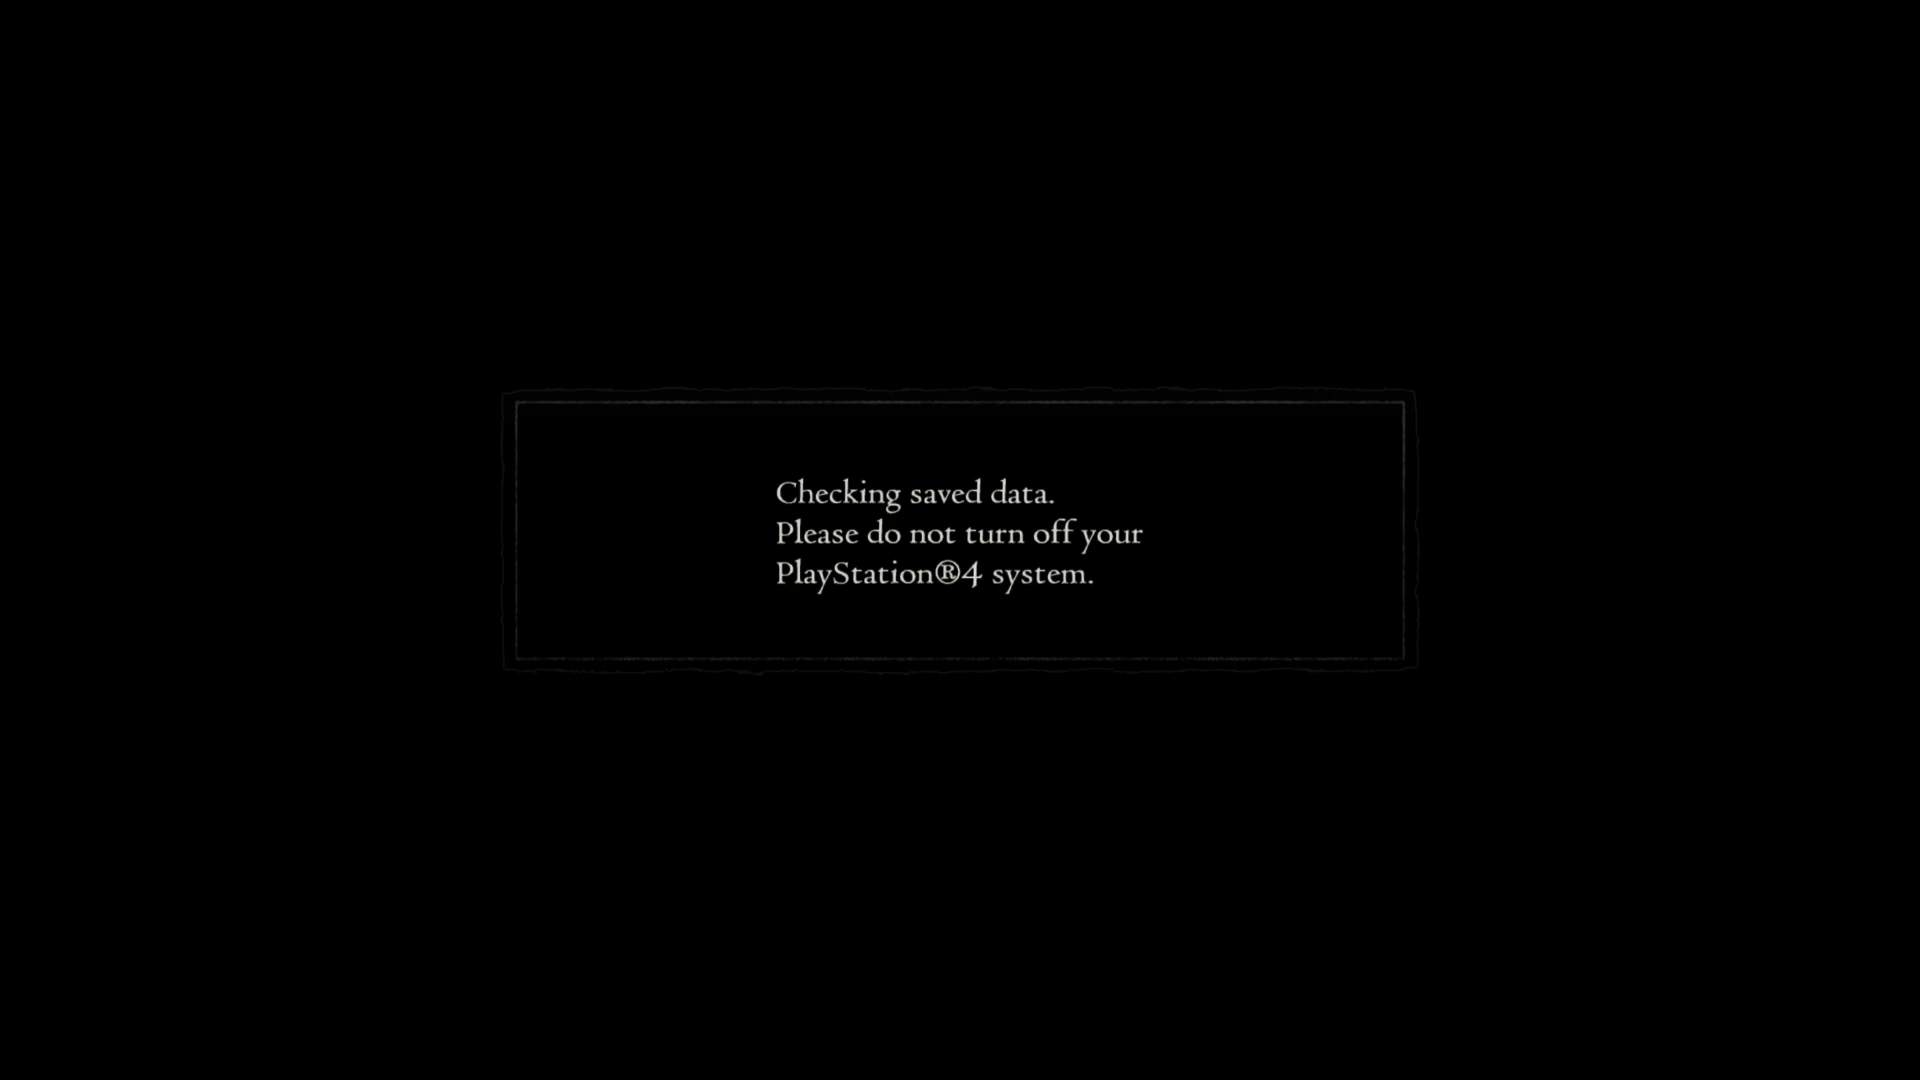 Checking saved data.
Please do not turn off your
PlayStation®4 system.